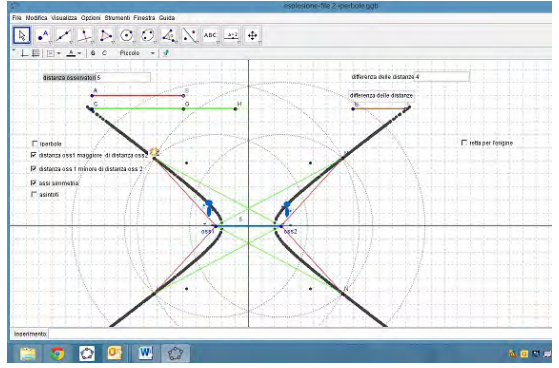 esplosione-file 2-iperbole.ggb
File Modifica Visualizza Opzioni Strumenti Finestra Guida
ABC a=2
G C Piccolo
distanza osservatori 5
differenza delle distanze 4
differenza delle distanze
A
G H
iperbole
distanza oss1 maggiore di distanza oss2
distanza oss 1 minore di distanza oss 2
assi simmetria
asintoti
retta per l'origine
5
oss1 oss2
Inserimento: